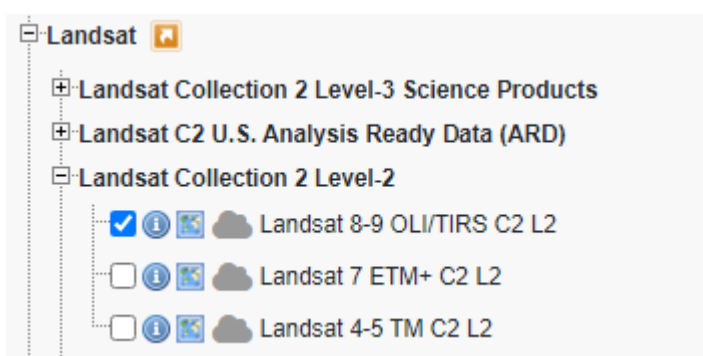 Landsat
Landsat Collection 2 Level-3 Science Products
Landsat C2 U.S. Analysis Ready Data (ARD)
Landsat Collection 2 Level-2
Landsat 8-9 OLI/TIRS C2 L2
Landsat 7 ETM+ C2 L2
Landsat 4-5 TM C2 L2